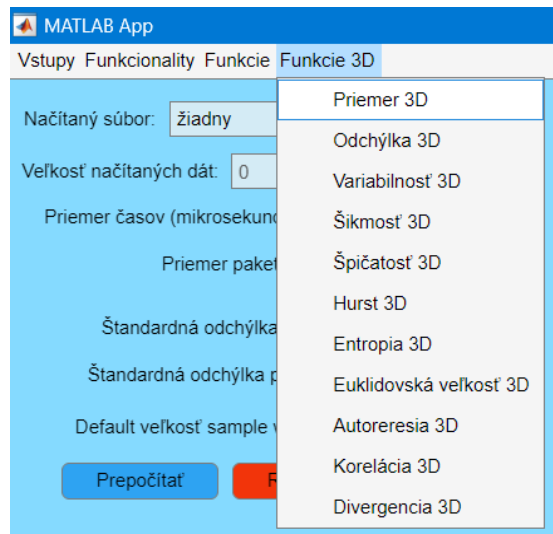 MATLAB App
Vstupy Funkcionality Funkcie Funkcie 3D
Načítaný súbor: žiadny
Veľkosť načítaných dát: 0
Priemer časov
Priemer
Štandardná odchýlka
Štandardná odchýlka
Default veľkosť sample
Prepočítať
Priemer 3D
Odchýlka 3D
Variabilnosť 3D
Šikmosť 3D
Špičatosť 3D
Hurst 3D
Entropia 3D
Euklidovská veľkosť 3D
Autoreresia 3D
Korelácia 3D
Divergencia 3D